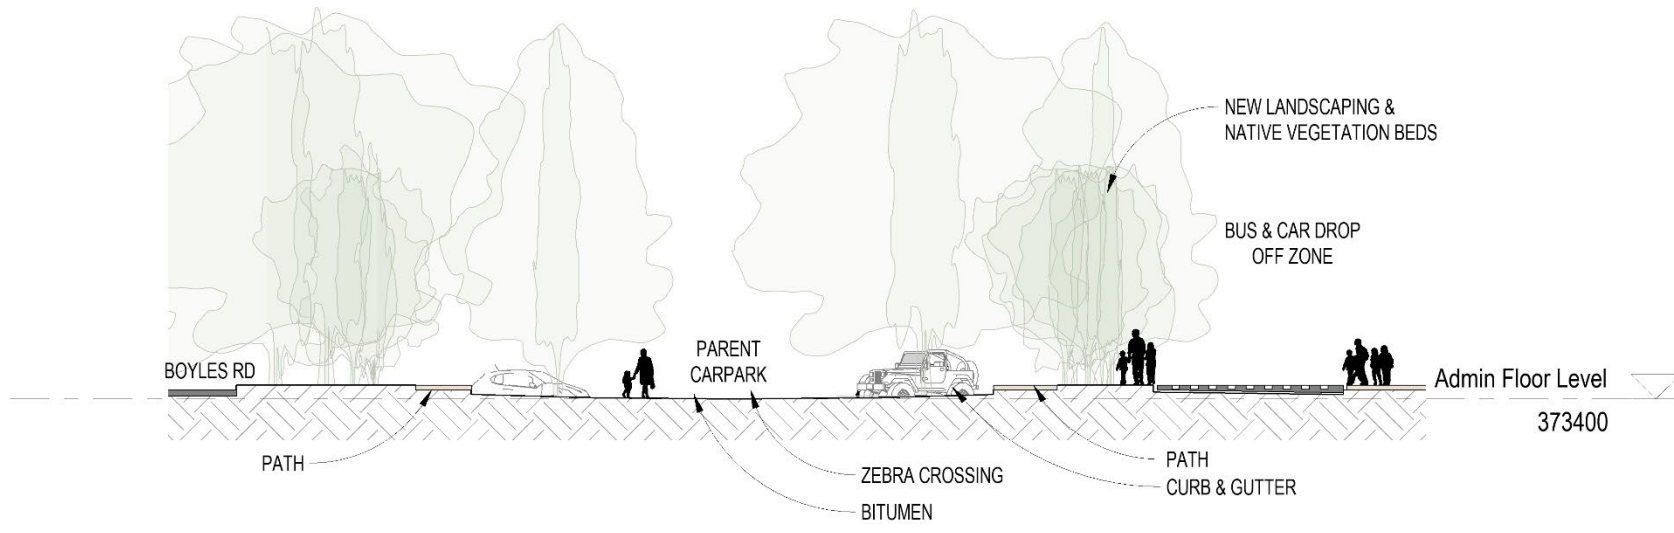 NEW LANDSCAPING &
NATIVE VEGETATION BEDS
BUS & CAR DROP
OFF ZONE
BOYLES RD
PARENT
CARPARK
Admin Floor Level
373400
PATH
ZEBRA CROSSING
BITUMEN
PATH
CURB & GUTTER